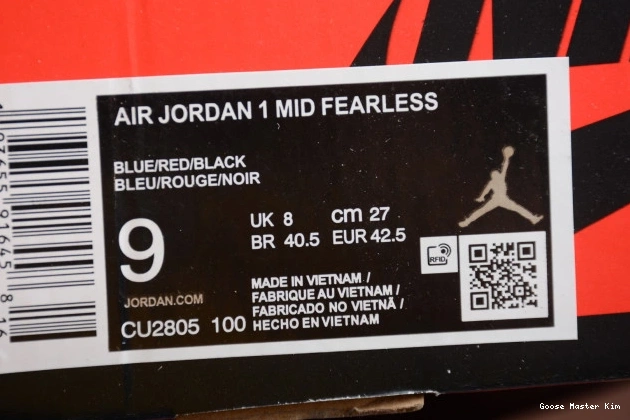 AIR JORDAN 1 MID FEARLESS
BLUE/RED/BLACK
BLEU/ROUGE/NOIR
9
UK 8 cm 27
BR 40.5 EUR 42.5
RFID
JORDAN.COM
CU2805 100
MADE IN VIETNAM /
FABRIQUE AU VIETNAM /
FABRICADO NO VIETNÃ /
HECHO EN VIETNAM
Goose Master Kim